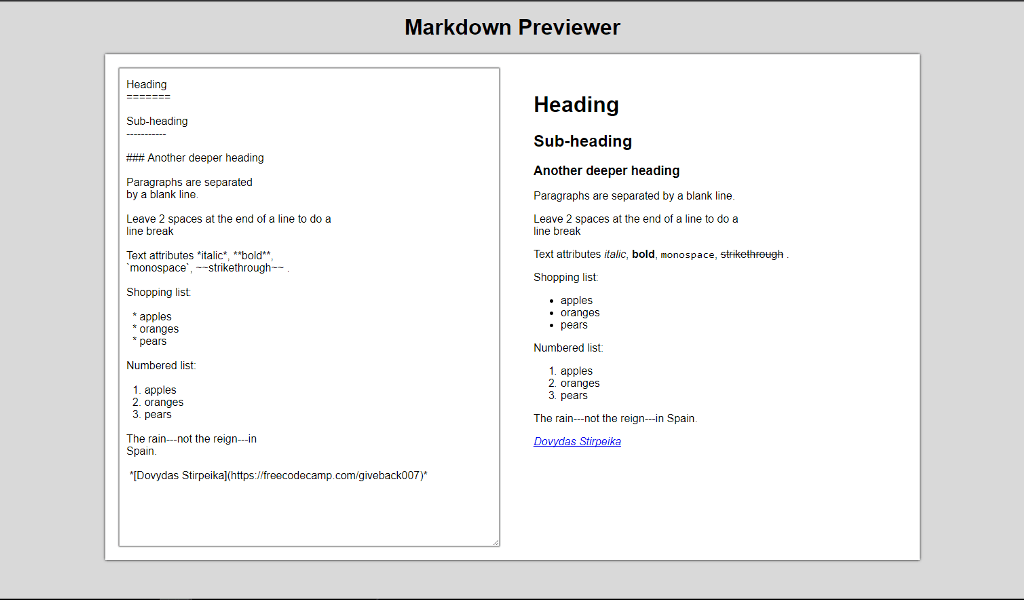 Markdown Previewer
Heading
=======
Sub-heading
-----------
### Another deeper heading
Paragraphs are separated
by a blank line.
Leave 2 spaces at the end of a line to do a
line break
Text attributes *italic*, **bold**,
`monospace`, ~~strikethrough~~ .
Shopping list:
* apples
* oranges
* pears
Numbered list:
1. apples
2. oranges
3. pears
The rain---not the reign---in
Spain.
*[Dovydas Stirpeika](https://freecodecamp.com/giveback007)*
Heading
Sub-heading
Another deeper heading
Paragraphs are separated by a blank line.
Leave 2 spaces at the end of a line to do a
line break
Text attributes italic, bold, monospace, strikethrough .
Shopping list:
• apples
• oranges
• pears
Numbered list:
1. apples
2. oranges
3. pears
The rain---not the reign---in Spain.
Dovydas Stirpeika